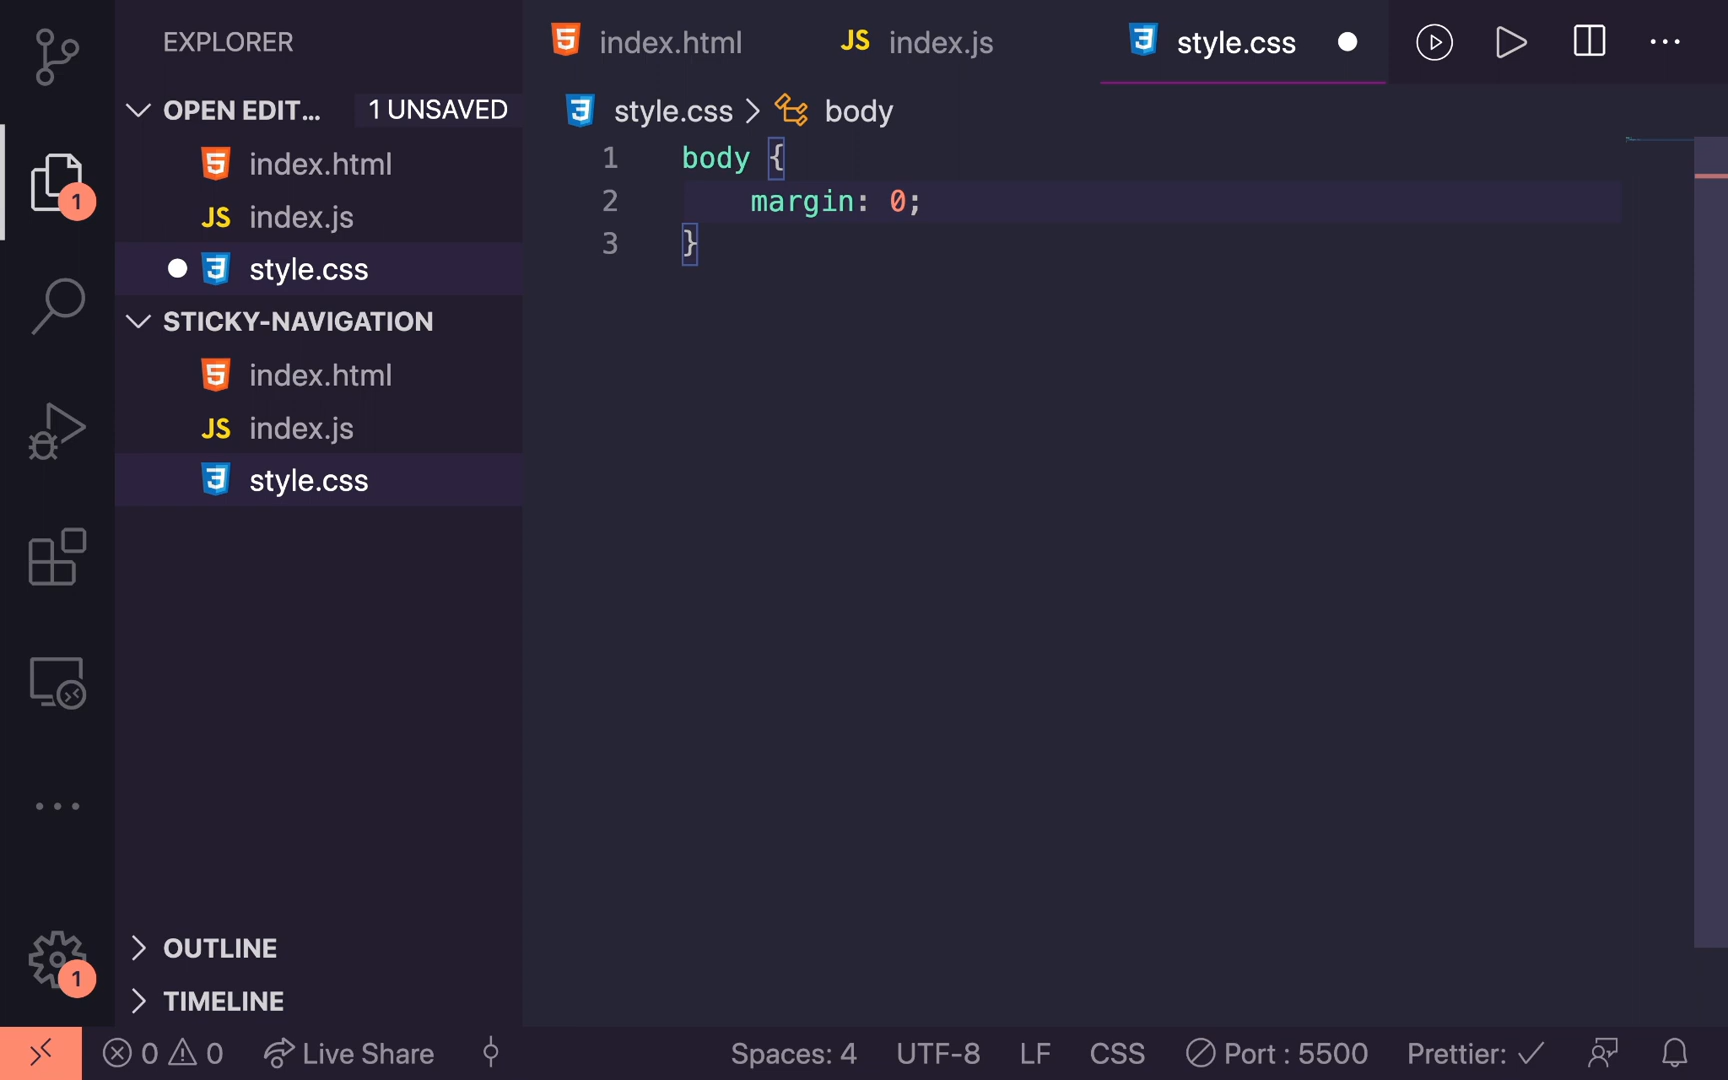 EXPLORER
OPEN EDIT... 1 UNSAVED
index.html
JS index.js
style.css
STICKY-NAVIGATION
index.html
JS index.js
style.css
OUTLINE
TIMELINE
1
1
index.html JS index.js style.css
style.css > body
1 body {
2 margin: 0;
3 }
0 0 Live Share Spaces: 4 UTF-8 LF CSS Port : 5500 Prettier: ✓